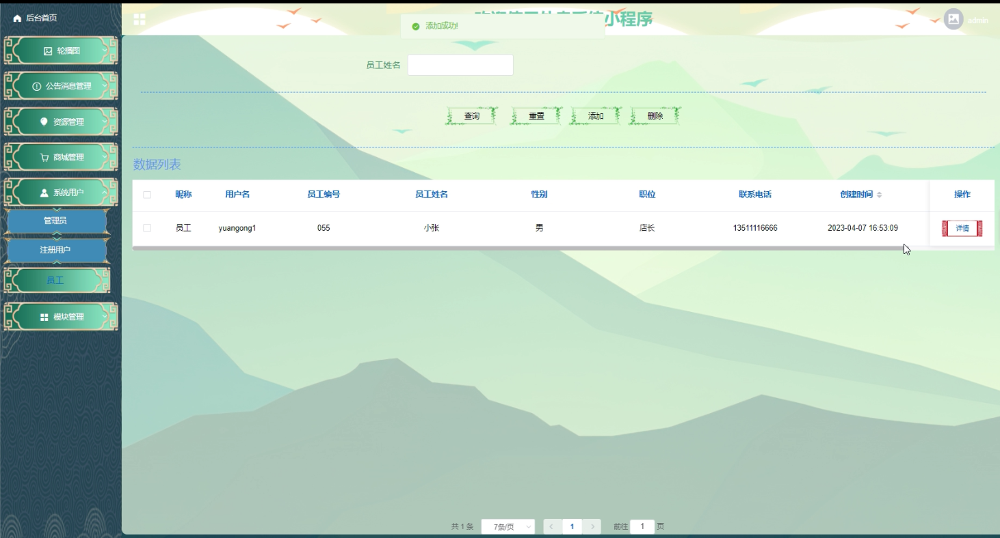 后台首页
小程序
添加成功!
admin
轮播图
公告消息管理
资源管理
商城管理
系统用户
管理员
注册用户
员工
模块管理
员工姓名
查询 重置 添加 删除
数据列表
昵称 用户名 员工编号 员工姓名 性别 职位 联系电话 创建时间 操作
员工 yuangong1 055 小张 男 店长 13511116666 2023-04-07 16:53:09 详情
共 1 条 7条/页 1 前往 1 页